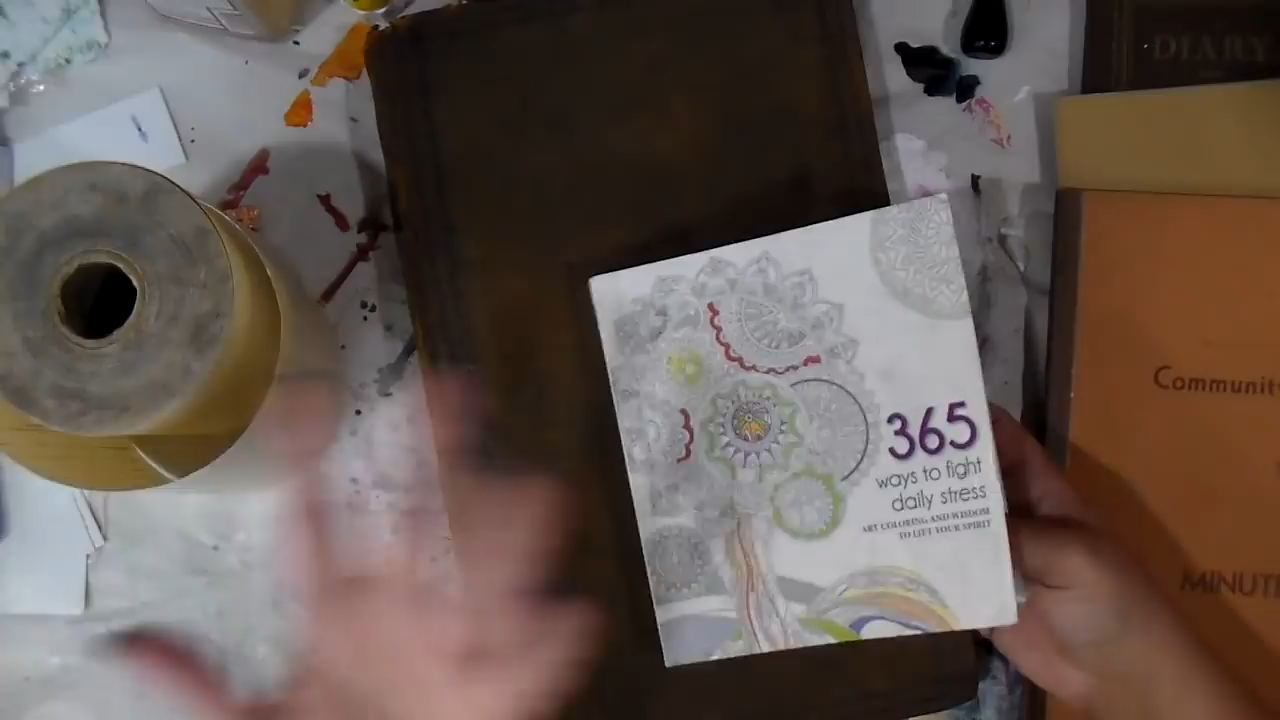 DIARY
365
ways to fight
daily stress
ART COLORING AND WISDOM
TO LIFT YOUR SPIRIT
Communit
MINUT